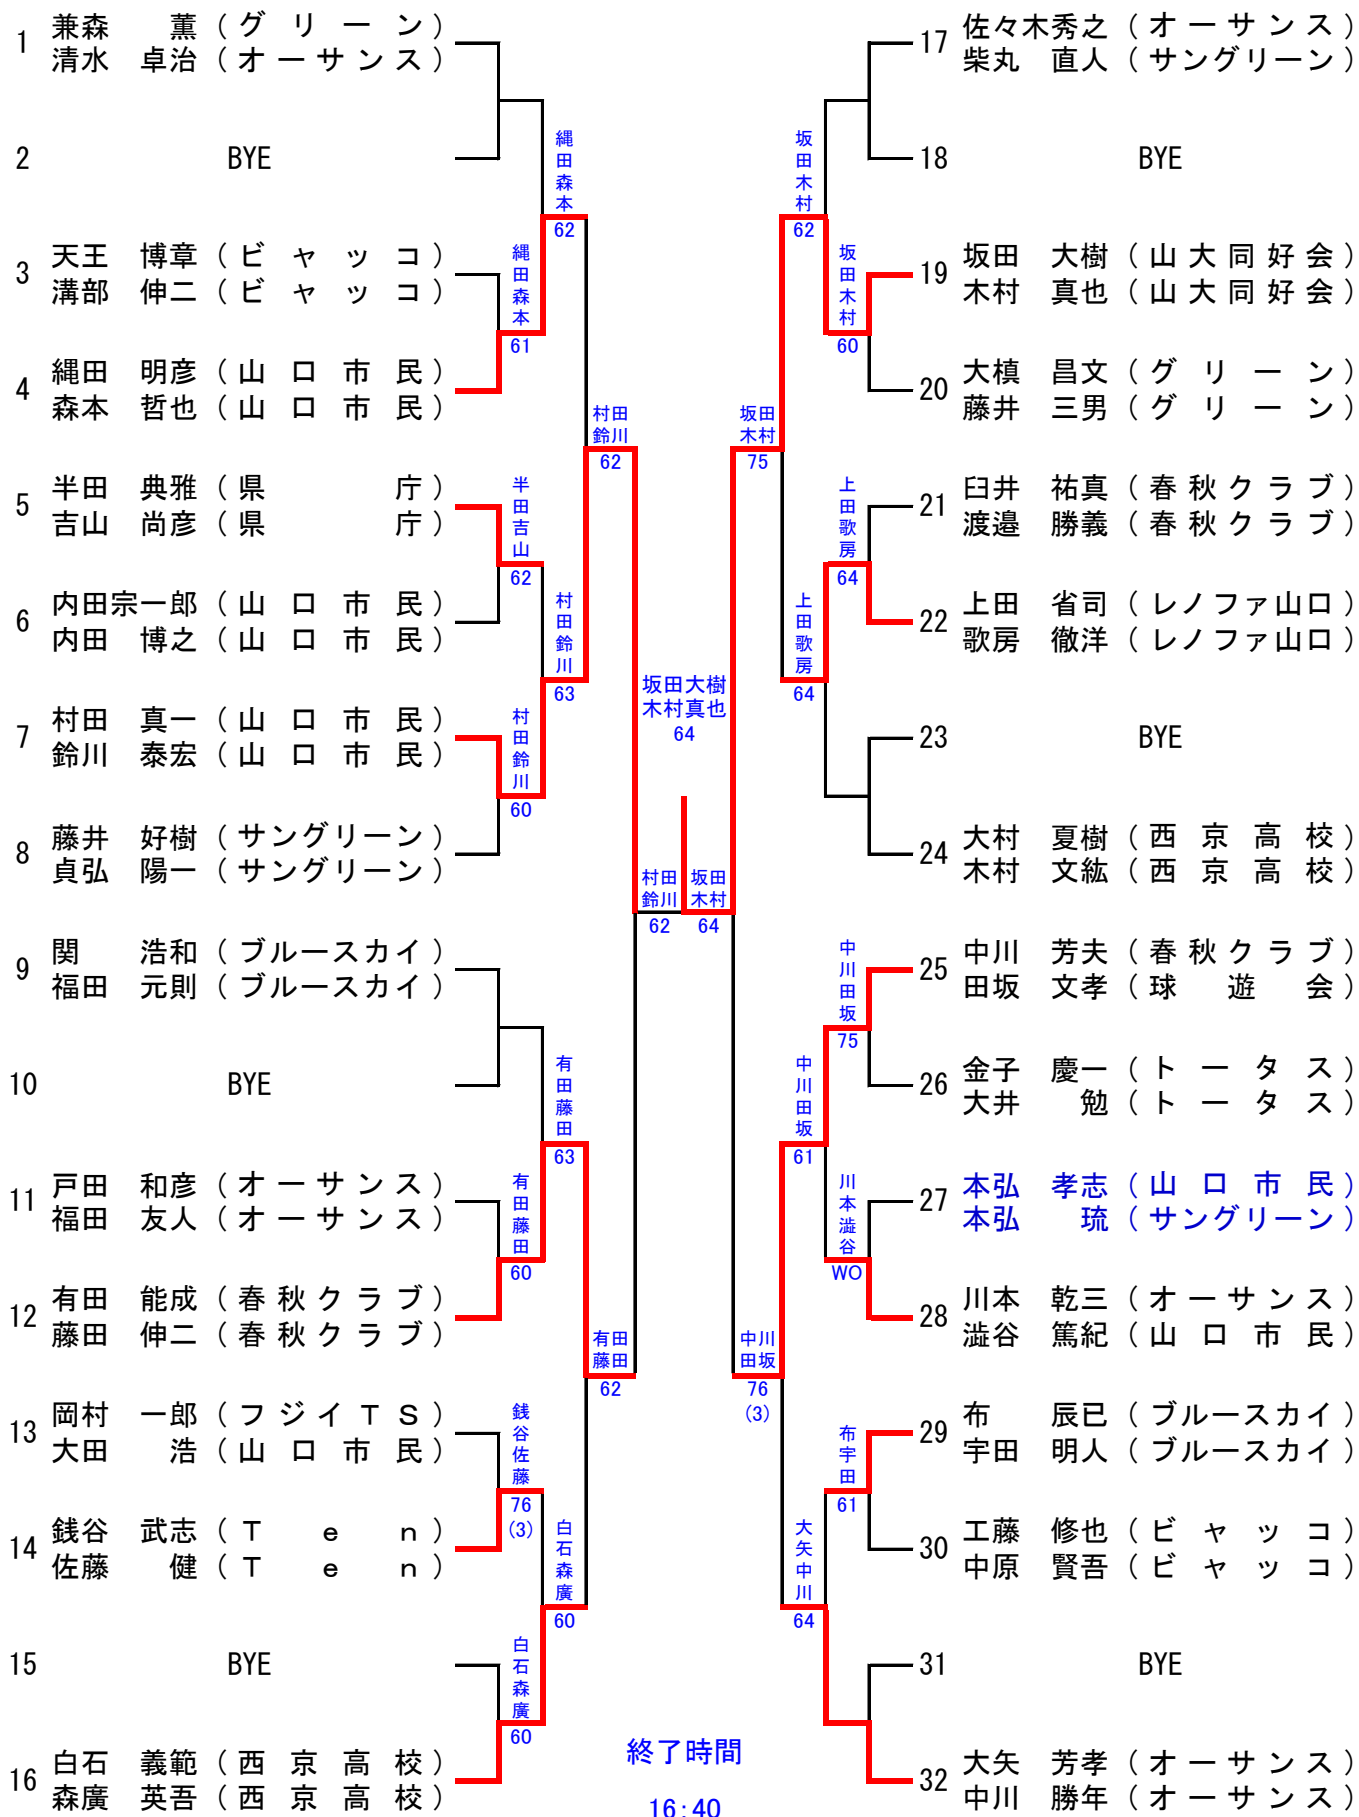 1 兼森 薫（グリーン）
清水 卓治（オーサンス）
2 BYE
3 天王 博章（ビャッコ）
溝部 伸二（ビャッコ）
4 縄田 明彦（山口市民）
森本 哲也（山口市民）
5 半田 典雅（県庁）
吉山 尚彦（県庁）
6 内田宗一郎（山口市民）
内田 博之（山口市民）
7 村田 真一（山口市民）
鈴川 泰宏（山口市民）
8 藤井 好樹（サングリーン）
貞弘 陽一（サングリーン）
9 関 浩和（ブルースカイ）
福田 元則（ブルースカイ）
10 BYE
11 戸田 和彦（オーサンス）
福田 友人（オーサンス）
12 有田 能成（春秋クラブ）
藤田 伸二（春秋クラブ）
13 岡村 一郎（フジイTS）
大田 浩（山口市民）
14 銭谷 武志（Ten）
佐藤 健（Ten）
15 BYE
16 白石 義範（西京高校）
森廣 英吾（西京高校）
縄田森本
61
半田吉山
62
村田鈴川
60
有田藤田
60
銭谷佐藤
76
(3)
白石森廣
60
縄田森本
62
村田鈴川
63
有田藤田
63
白石森廣
60
村田
鈴川
62
有田
藤田
62
村田
鈴川
62
坂田大樹
木村真也
64
坂田
木村
64
坂田
木村
75
中川
田坂
76
(3)
坂田木村
62
上田歌房
64
中川田坂
61
大矢中川
64
坂田木村
60
上田歌房
64
中川田坂
75
川本澁谷
WO
布宇田
61
17 佐々木秀之（オーサンス）
柴丸 直人（サングリーン）
18 BYE
19 坂田 大樹（山大同好会）
木村 真也（山大同好会）
20 大槙 昌文（グリーン）
藤井 三男（グリーン）
21 臼井 祐真（春秋クラブ）
渡邉 勝義（春秋クラブ）
22 上田 省司（レノファ山口）
歌房 徹洋（レノファ山口）
23 BYE
24 大村 夏樹（西京高校）
木村 文紘（西京高校）
25 中川 芳夫（春秋クラブ）
田坂 文孝（球遊会）
26 金子 慶一（トータス）
大井 勉（トータス）
27 本弘 孝志（山口市民）
本弘 琉（サングリーン）
28 川本 乾三（オーサンス）
澁谷 篤紀（山口市民）
29 布 辰巳（ブルースカイ）
宇田 明人（ブルースカイ）
30 工藤 修也（ビャッコ）
中原 賢吾（ビャッコ）
31 BYE
32 大矢 芳孝（オーサンス）
中川 勝年（オーサンス）
終了時間
16:40